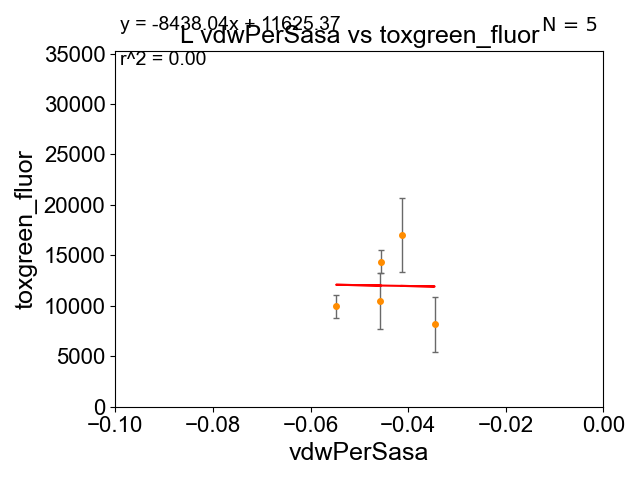 y = -8438.04x + 11625.37
N = 5
L vdwPerSasa vs toxgreen_fluor
r^2 = 0.00
35000
30000
25000
20000
15000
10000
5000
0
toxgreen_fluor
−0.10 −0.08 −0.06 −0.04 −0.02 0.00
vdwPerSasa